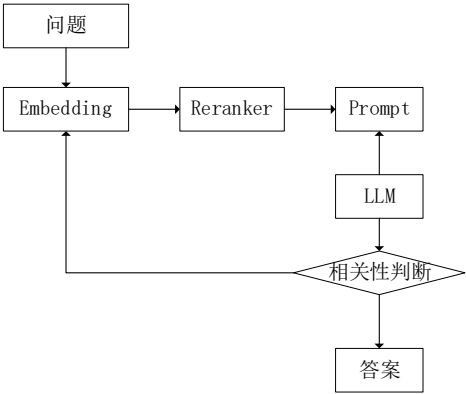 问题
Embedding
Reranker
Prompt
LLM
相关性判断
答案